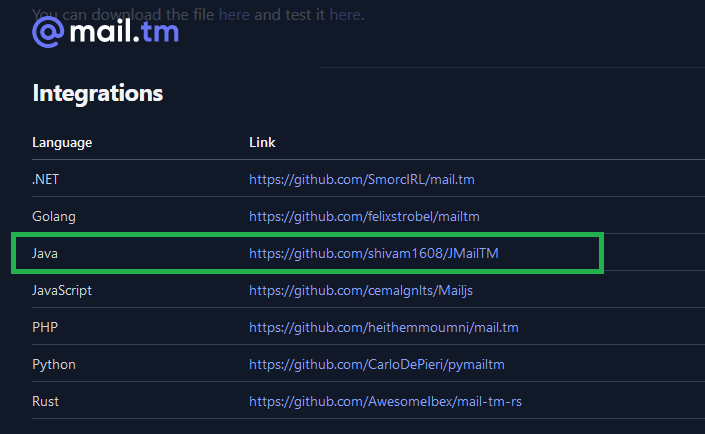 You can download the file here and test it here.
@mail.tm
Integrations
Language Link
.NET https://github.com/SmorcIRL/mail.tm
Golang https://github.com/felixstrobel/mailtm
Java https://github.com/shivam1608/JMailTM
JavaScript https://github.com/cemalgnlts/Mailjs
PHP https://github.com/heithemmoumni/mail.tm
Python https://github.com/CarloDePieri/pymailtm
Rust https://github.com/AwesomeIbex/mail-tm-rs